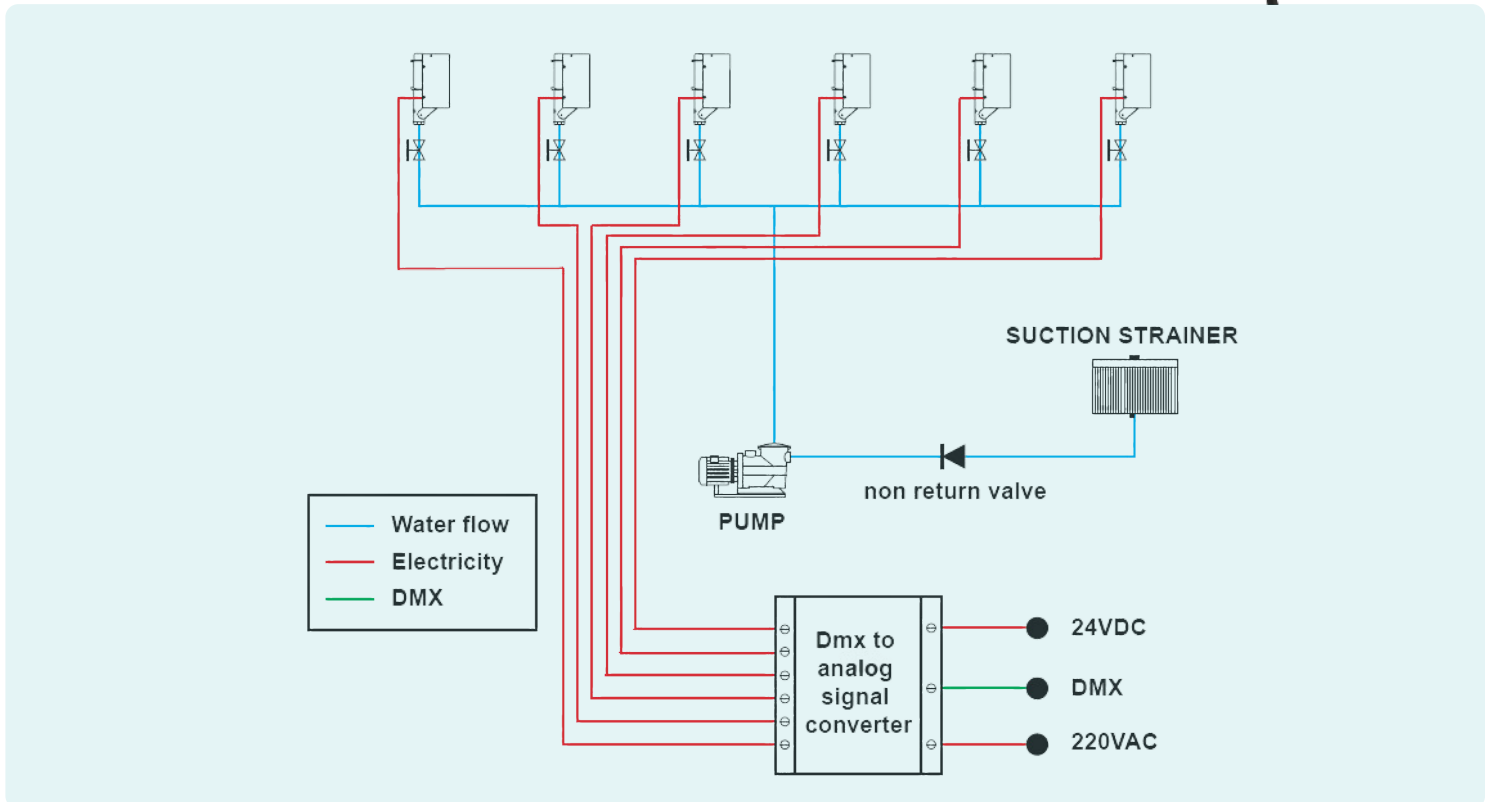 SUCTION STRAINER
non return valve
PUMP
Water flow
Electricity
DMX
Dmx to
analog
signal
converter
24VDC
DMX
220VAC